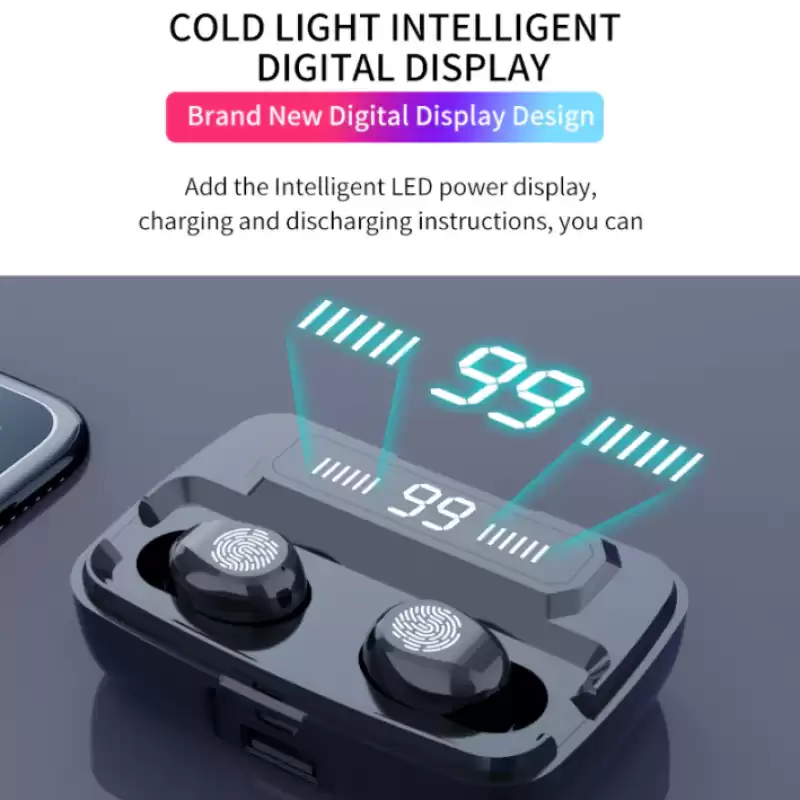 COLD LIGHT INTELLIGENT
DIGITAL DISPLAY
Brand New Digital Display Design
Add the Intelligent LED power display,
charging and discharging instructions, you can
99
99